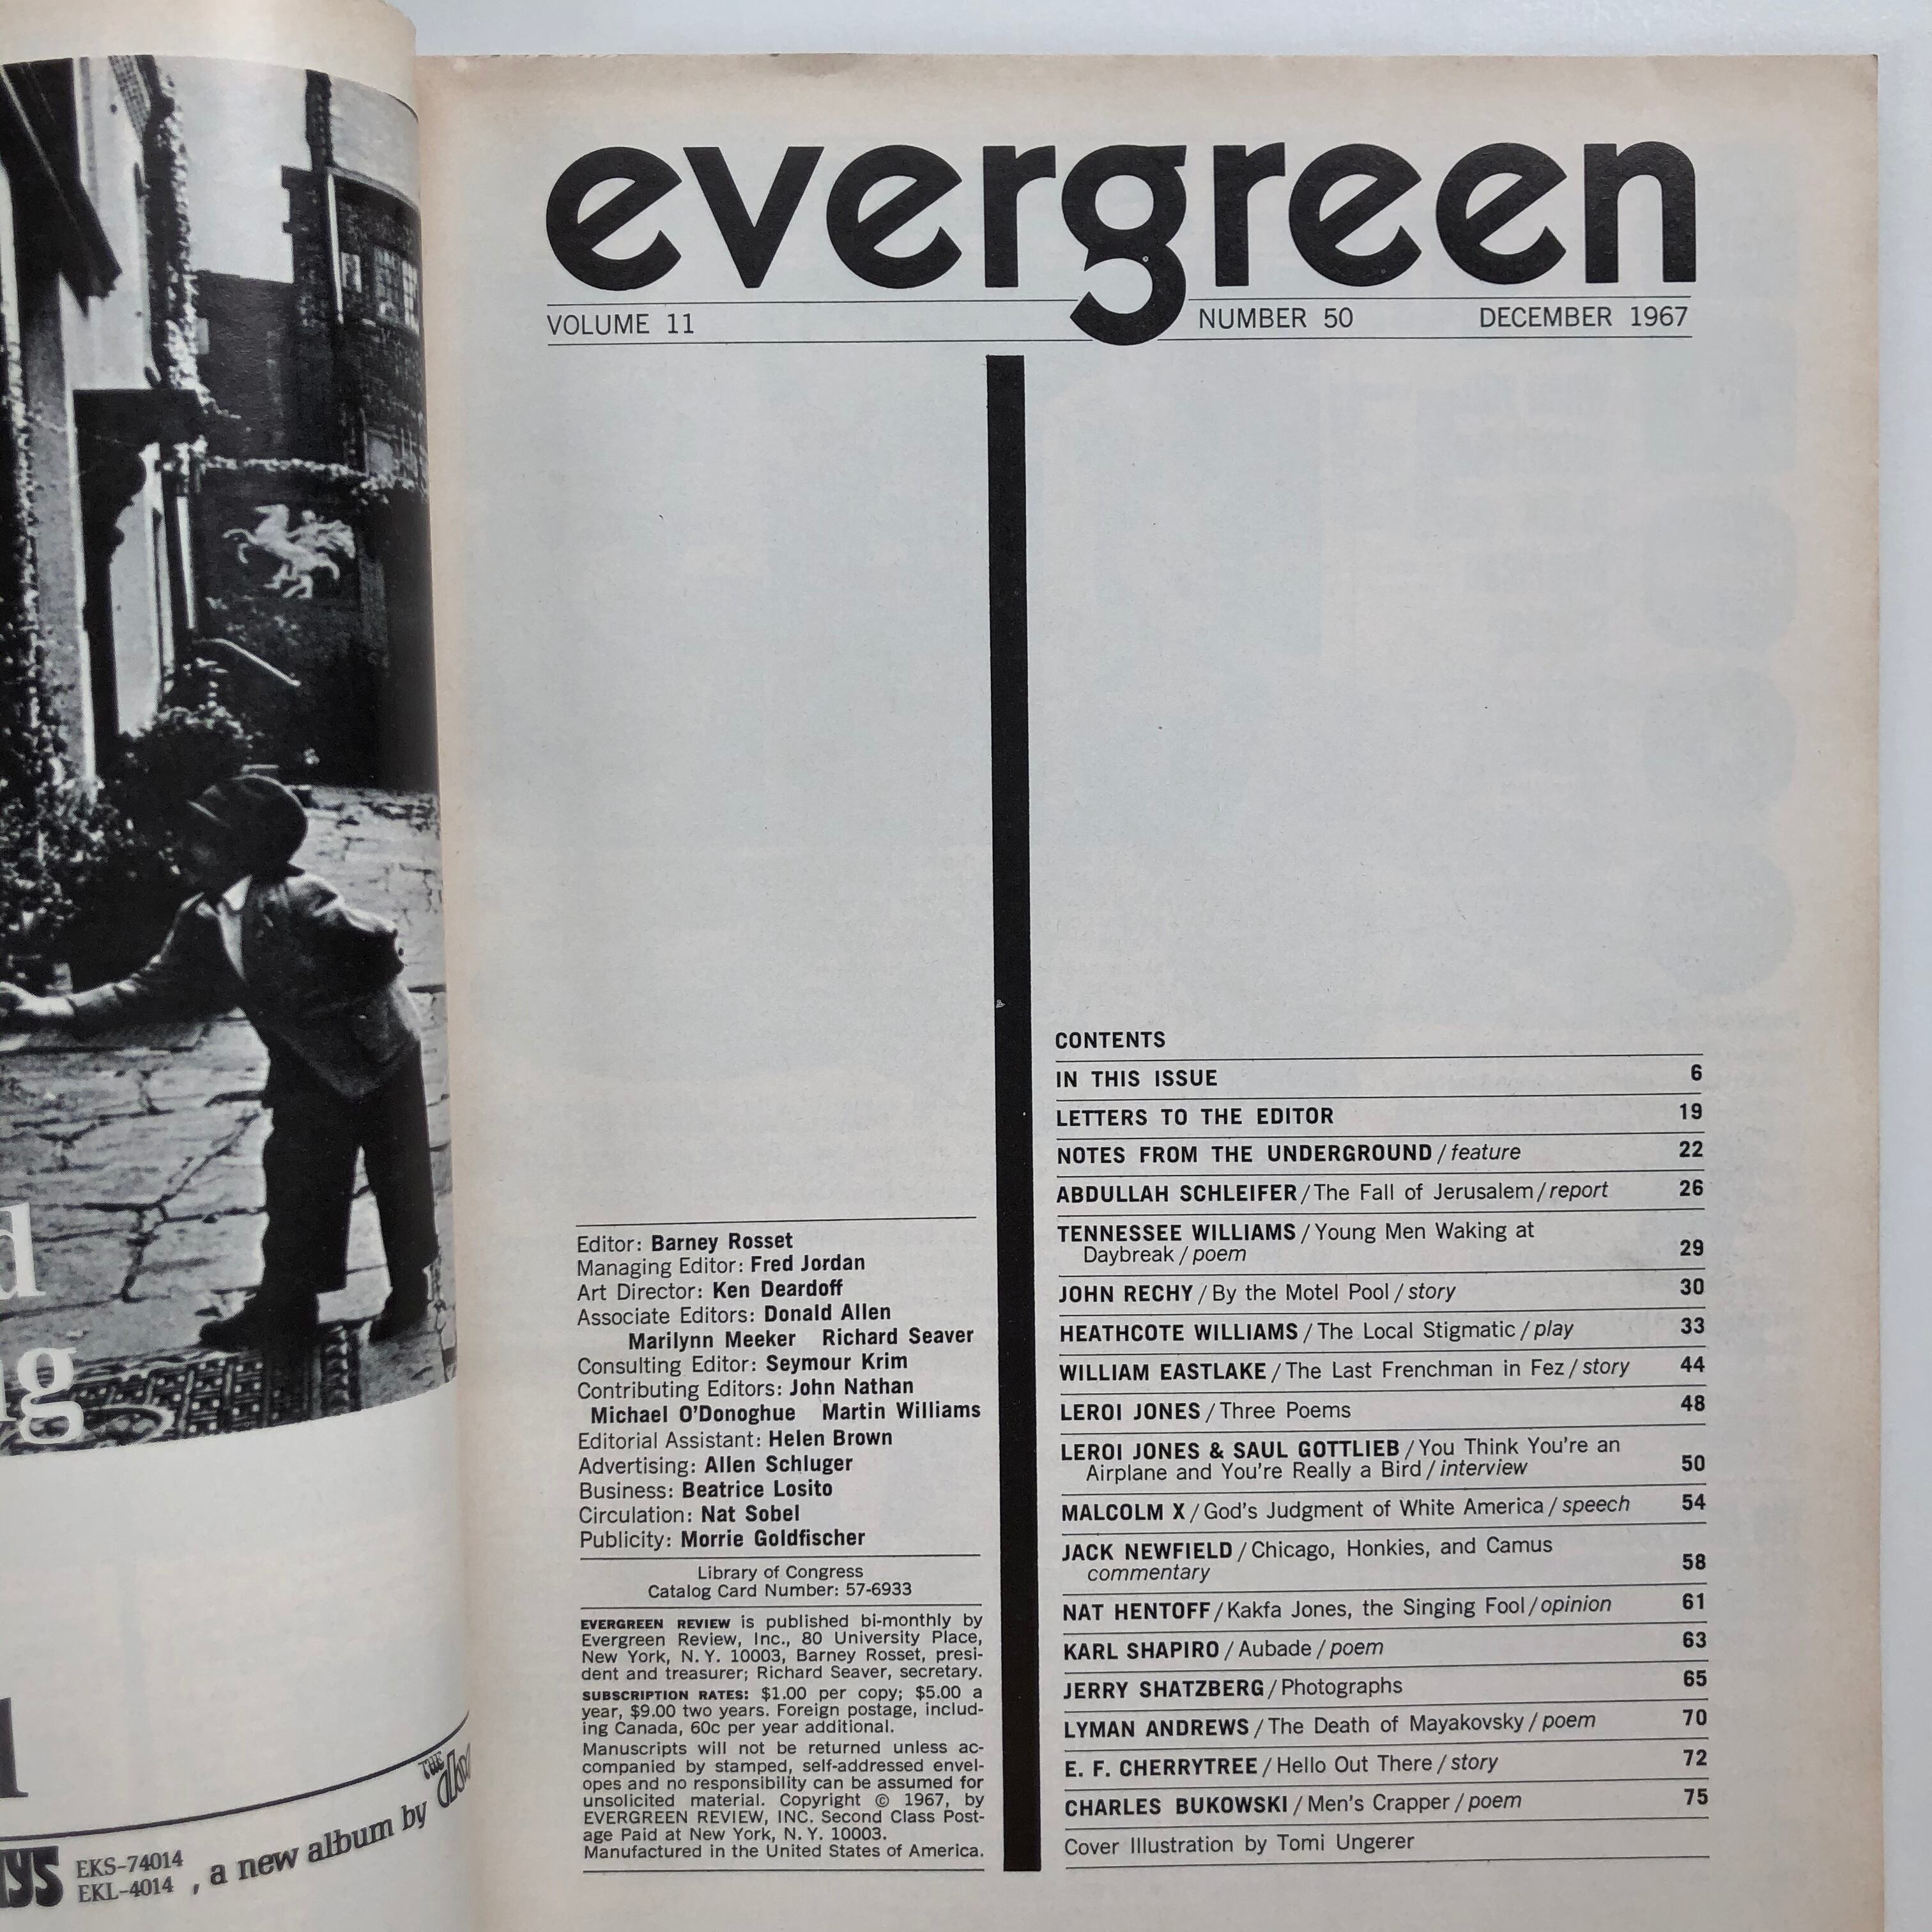 d
ng
EKS-74014
EKL-4014
, a new album by
THE
evergreen
VOLUME 11 NUMBER 50 DECEMBER 1967
Editor: Barney Rosset
Managing Editor: Fred Jordan
Art Director: Ken Deardoff
Associate Editors: Donald Allen
Marilynn Meeker Richard Seaver
Consulting Editor: Seymour Krim
Contributing Editors: John Nathan
Michael O'Donoghue Martin Williams
Editorial Assistant: Helen Brown
Advertising: Allen Schluger
Business: Beatrice Losito
Circulation: Nat Sobel
Publicity: Morrie Goldfischer
Library of Congress
Catalog Card Number: 57-6933
EVERGREEN REVIEW is published bi-monthly by
Evergreen Review, Inc., 80 University Place,
New York, N.Y. 10003, Barney Rosset, presi-
dent and treasurer; Richard Seaver, secretary.
SUBSCRIPTION RATES: $1.00 per copy; $5.00 a
year, $9.00 two years. Foreign postage, includ-
ing Canada, 60c per year additional.
Manuscripts will not be returned unless ac-
companied by stamped, self-addressed envel-
opes and no responsibility can be assumed for
unsolicited material. Copyright © 1967, by
EVERGREEN REVIEW, INC. Second Class Post-
age Paid at New York, N.Y. 10003.
Manufactured in the United States of America.
CONTENTS
IN THIS ISSUE 6
LETTERS TO THE EDITOR 19
NOTES FROM THE UNDERGROUND / feature 22
ABDULLAH SCHLEIFER / The Fall of Jerusalem / report 26
TENNESSEE WILLIAMS / Young Men Waking at
Daybreak / poem 29
JOHN RECHY / By the Motel Pool / story 30
HEATHCOTE WILLIAMS / The Local Stigmatic / play 33
WILLIAM EASTLAKE / The Last Frenchman in Fez / story 44
LEROI JONES / Three Poems 48
LEROI JONES & SAUL GOTTLIEB / You Think You're an
Airplane and You're Really a Bird / interview 50
MALCOLM X / God's Judgment of White America / speech 54
JACK NEWFIELD / Chicago, Honkies, and Camus
commentary 58
NAT HENTOFF / Kakfa Jones, the Singing Fool / opinion 61
KARL SHAPIRO / Aubade / poem 63
JERRY SHATZBERG / Photographs 65
LYMAN ANDREWS / The Death of Mayakovsky / poem 70
E. F. CHERRYTREE / Hello Out There / story 72
CHARLES BUKOWSKI / Men's Crapper / poem 75
Cover Illustration by Tomi Ungerer